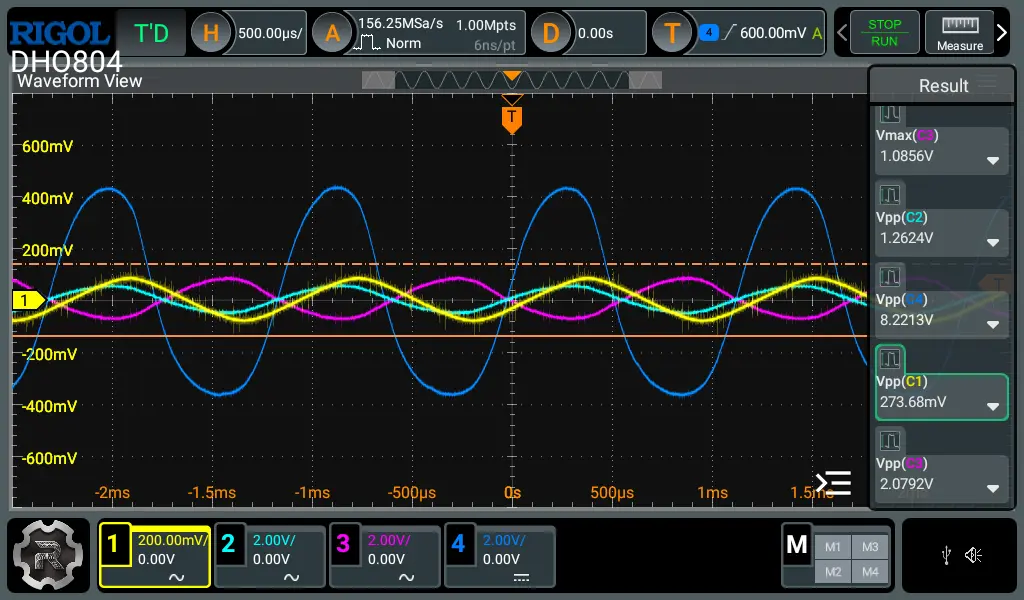 RIGOL
DHO804
T'D
H
500.00µs/
A
156.25MSa/s
1.00Mpts
Norm
6ns/pt
D
0.00s
T
4
600.00mV
A
STOP
RUN
Measure
Waveform View
T
600mV
400mV
200mV
1
-200mV
-400mV
-600mV
-2ms
-1.5ms
-1ms
-500µs
0s
500µs
1ms
1.5ms
Result
Vmax(C3)
1.0856V
Vpp(C2)
1.2624V
Vpp(C4)
8.2213V
Vpp(C1)
273.68mV
Vpp(C3)
2.0792V
R
1
200.00mV/
0.00V
2
2.00V/
0.00V
3
2.00V/
0.00V
4
2.00V/
0.00V
M
M1
M3
M2
M4